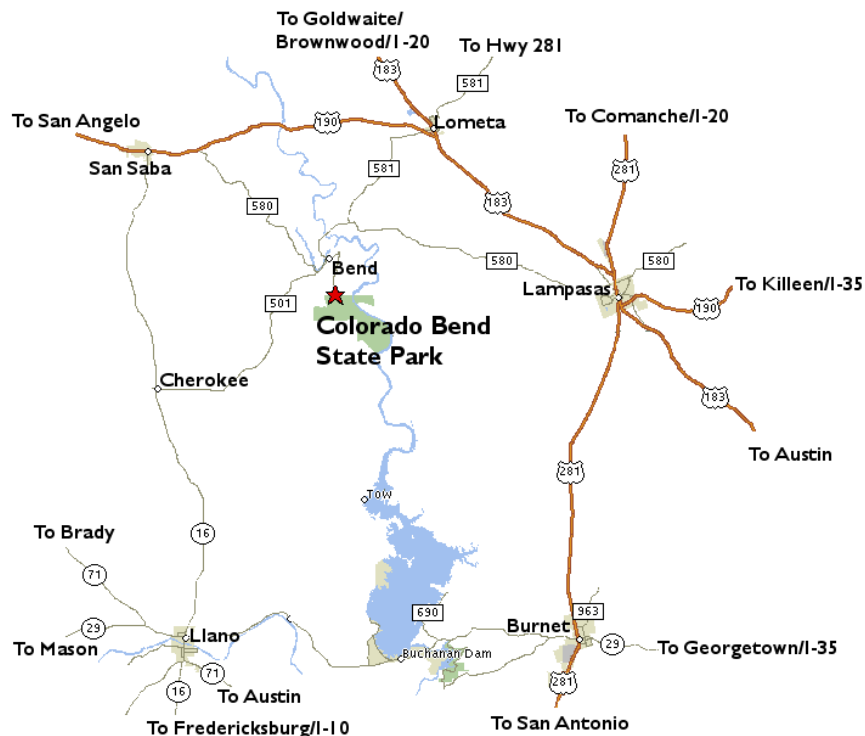 To Goldwaite/
Brownwood/I-20
To Hwy 281
183
581
To San Angelo
190
Lometa
To Comanche/I-20
San Saba
581
281
580
183
Bend
580
580
Lampasas
To Killeen/I-35
501
190
Colorado Bend
State Park
Cherokee
183
To Austin
281
Tow
16
To Brady
71
690
963
29
Llano
Burnet
29
To Mason
Buchanan Dam
To Georgetown/I-35
71
16
To Austin
281
To Fredericksburg/I-10
To San Antonio